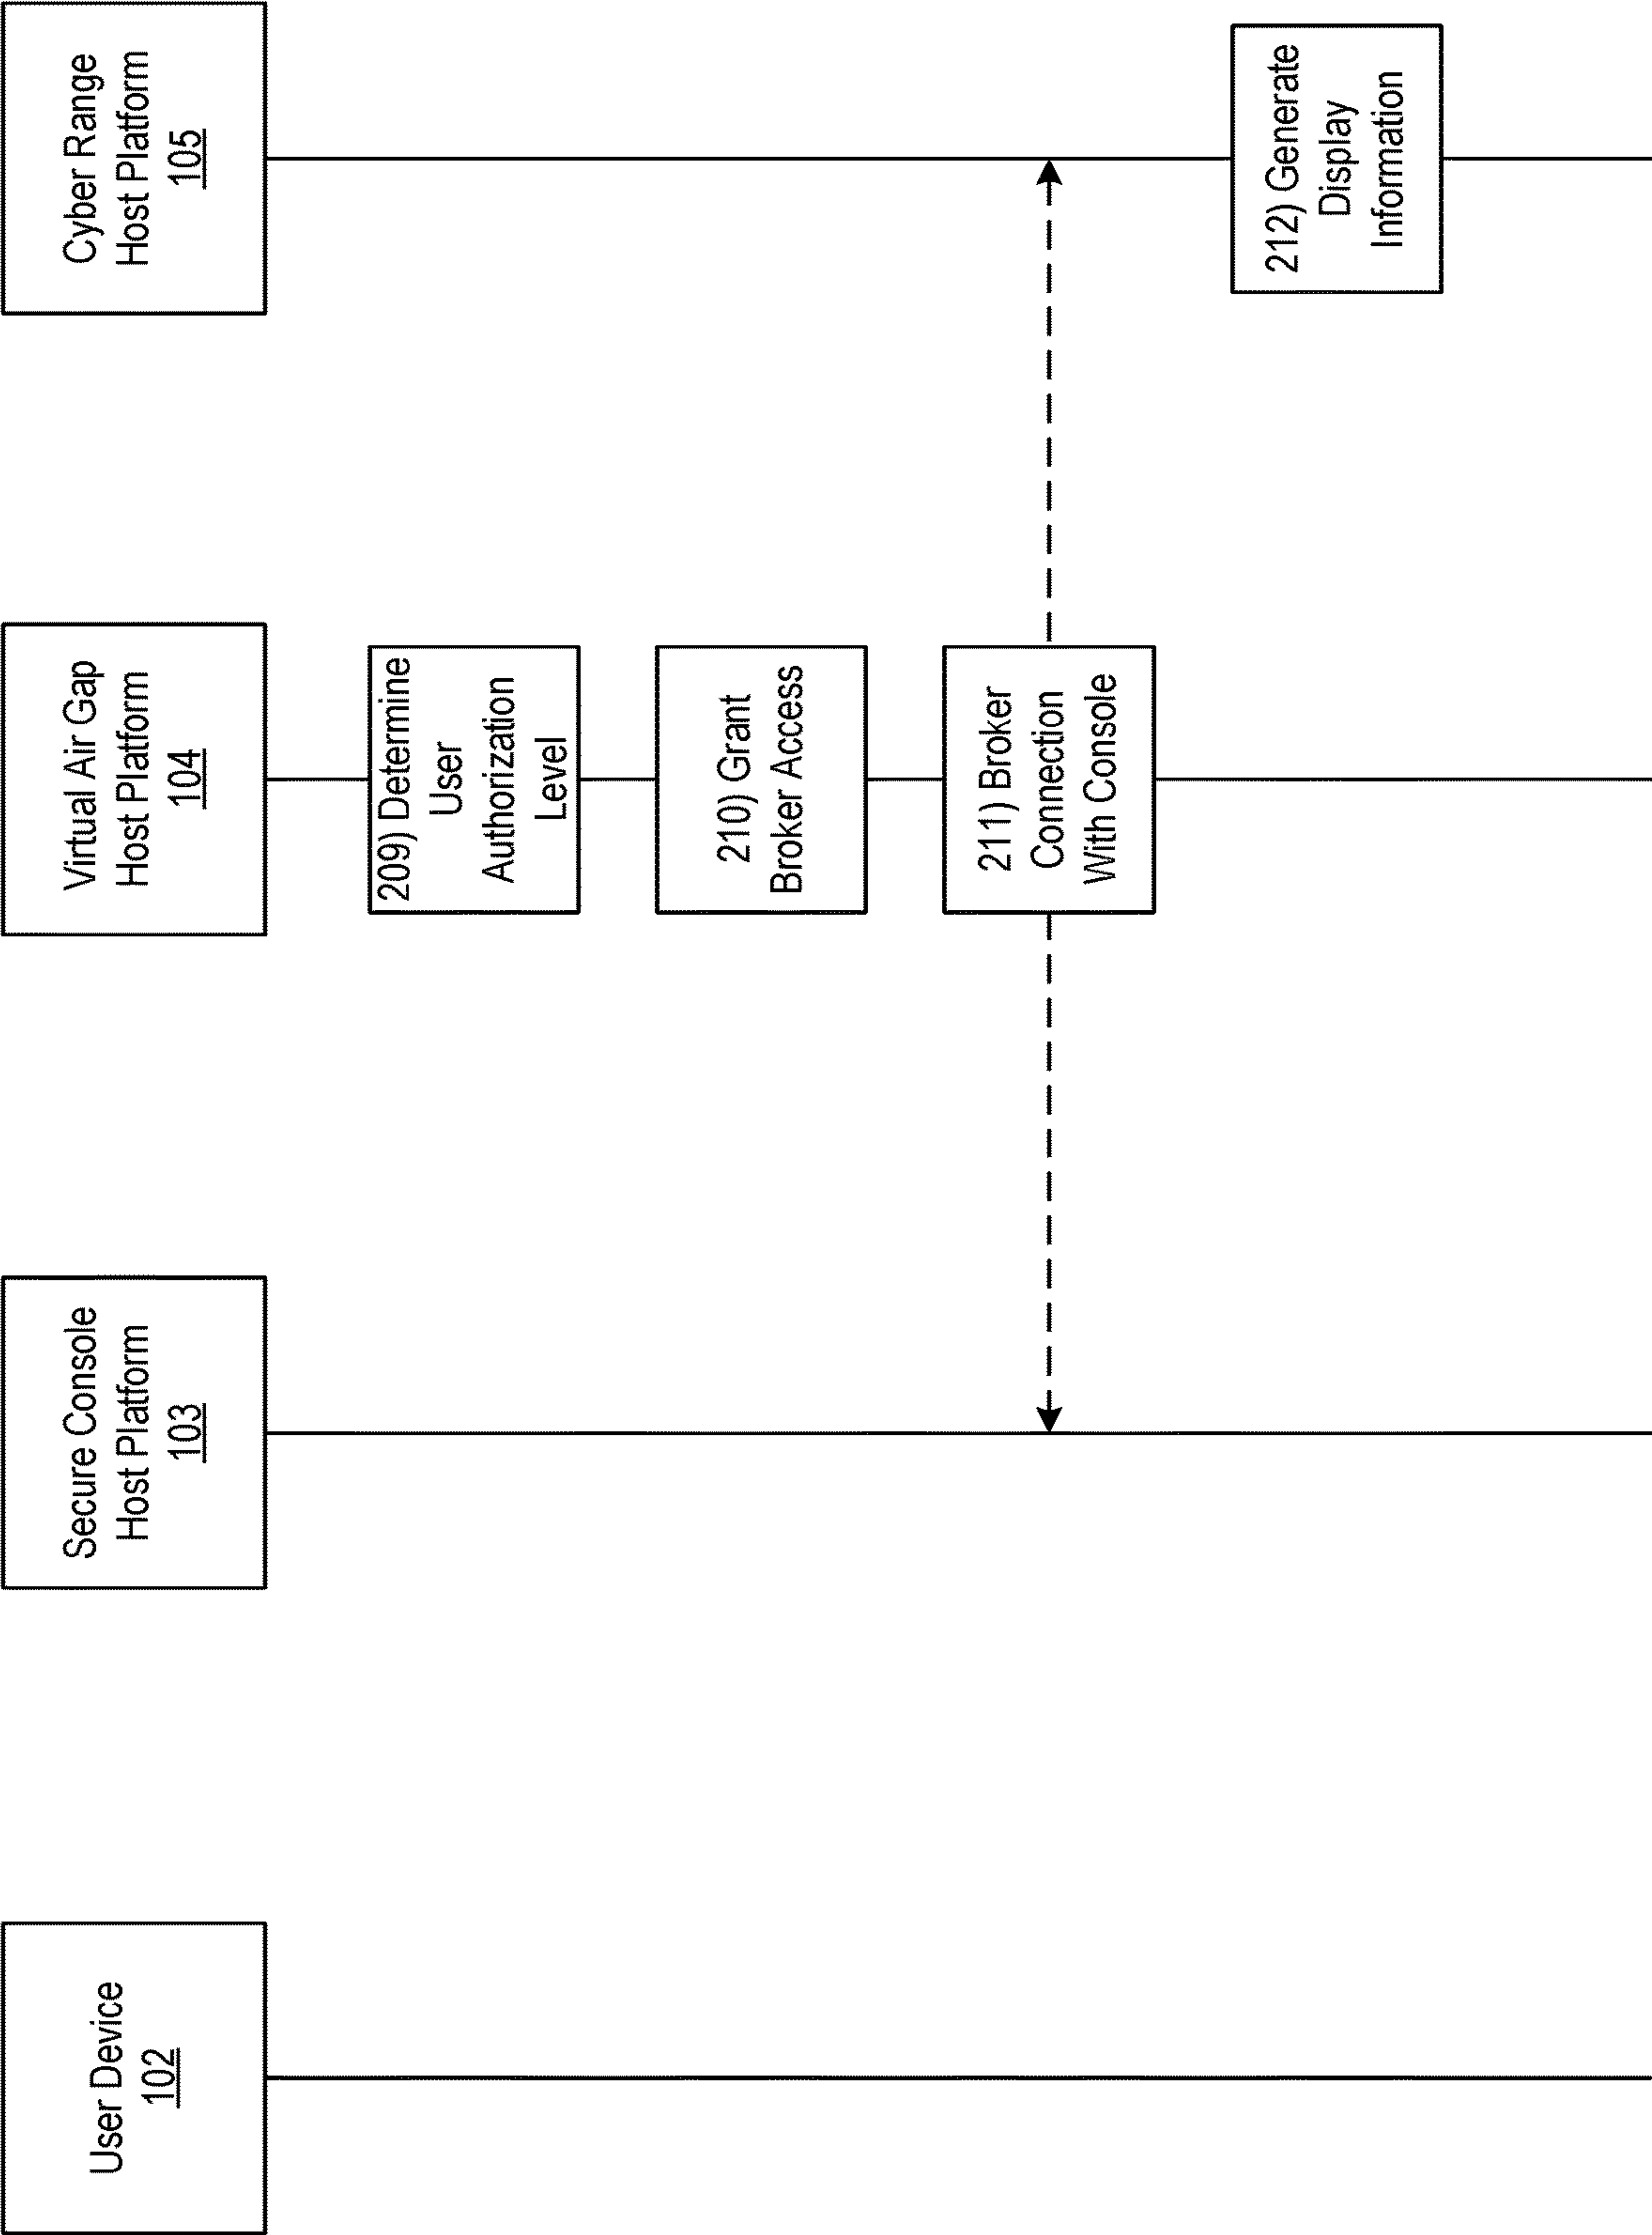 User Device
102
Secure Console
Host Platform
103
Virtual Air Gap
Host Platform
104
Cyber Range
Host Platform
105
209) Determine
User
Authorization
Level
210) Grant
Broker Access
211) Broker
Connection
With Console
212) Generate
Display
Information